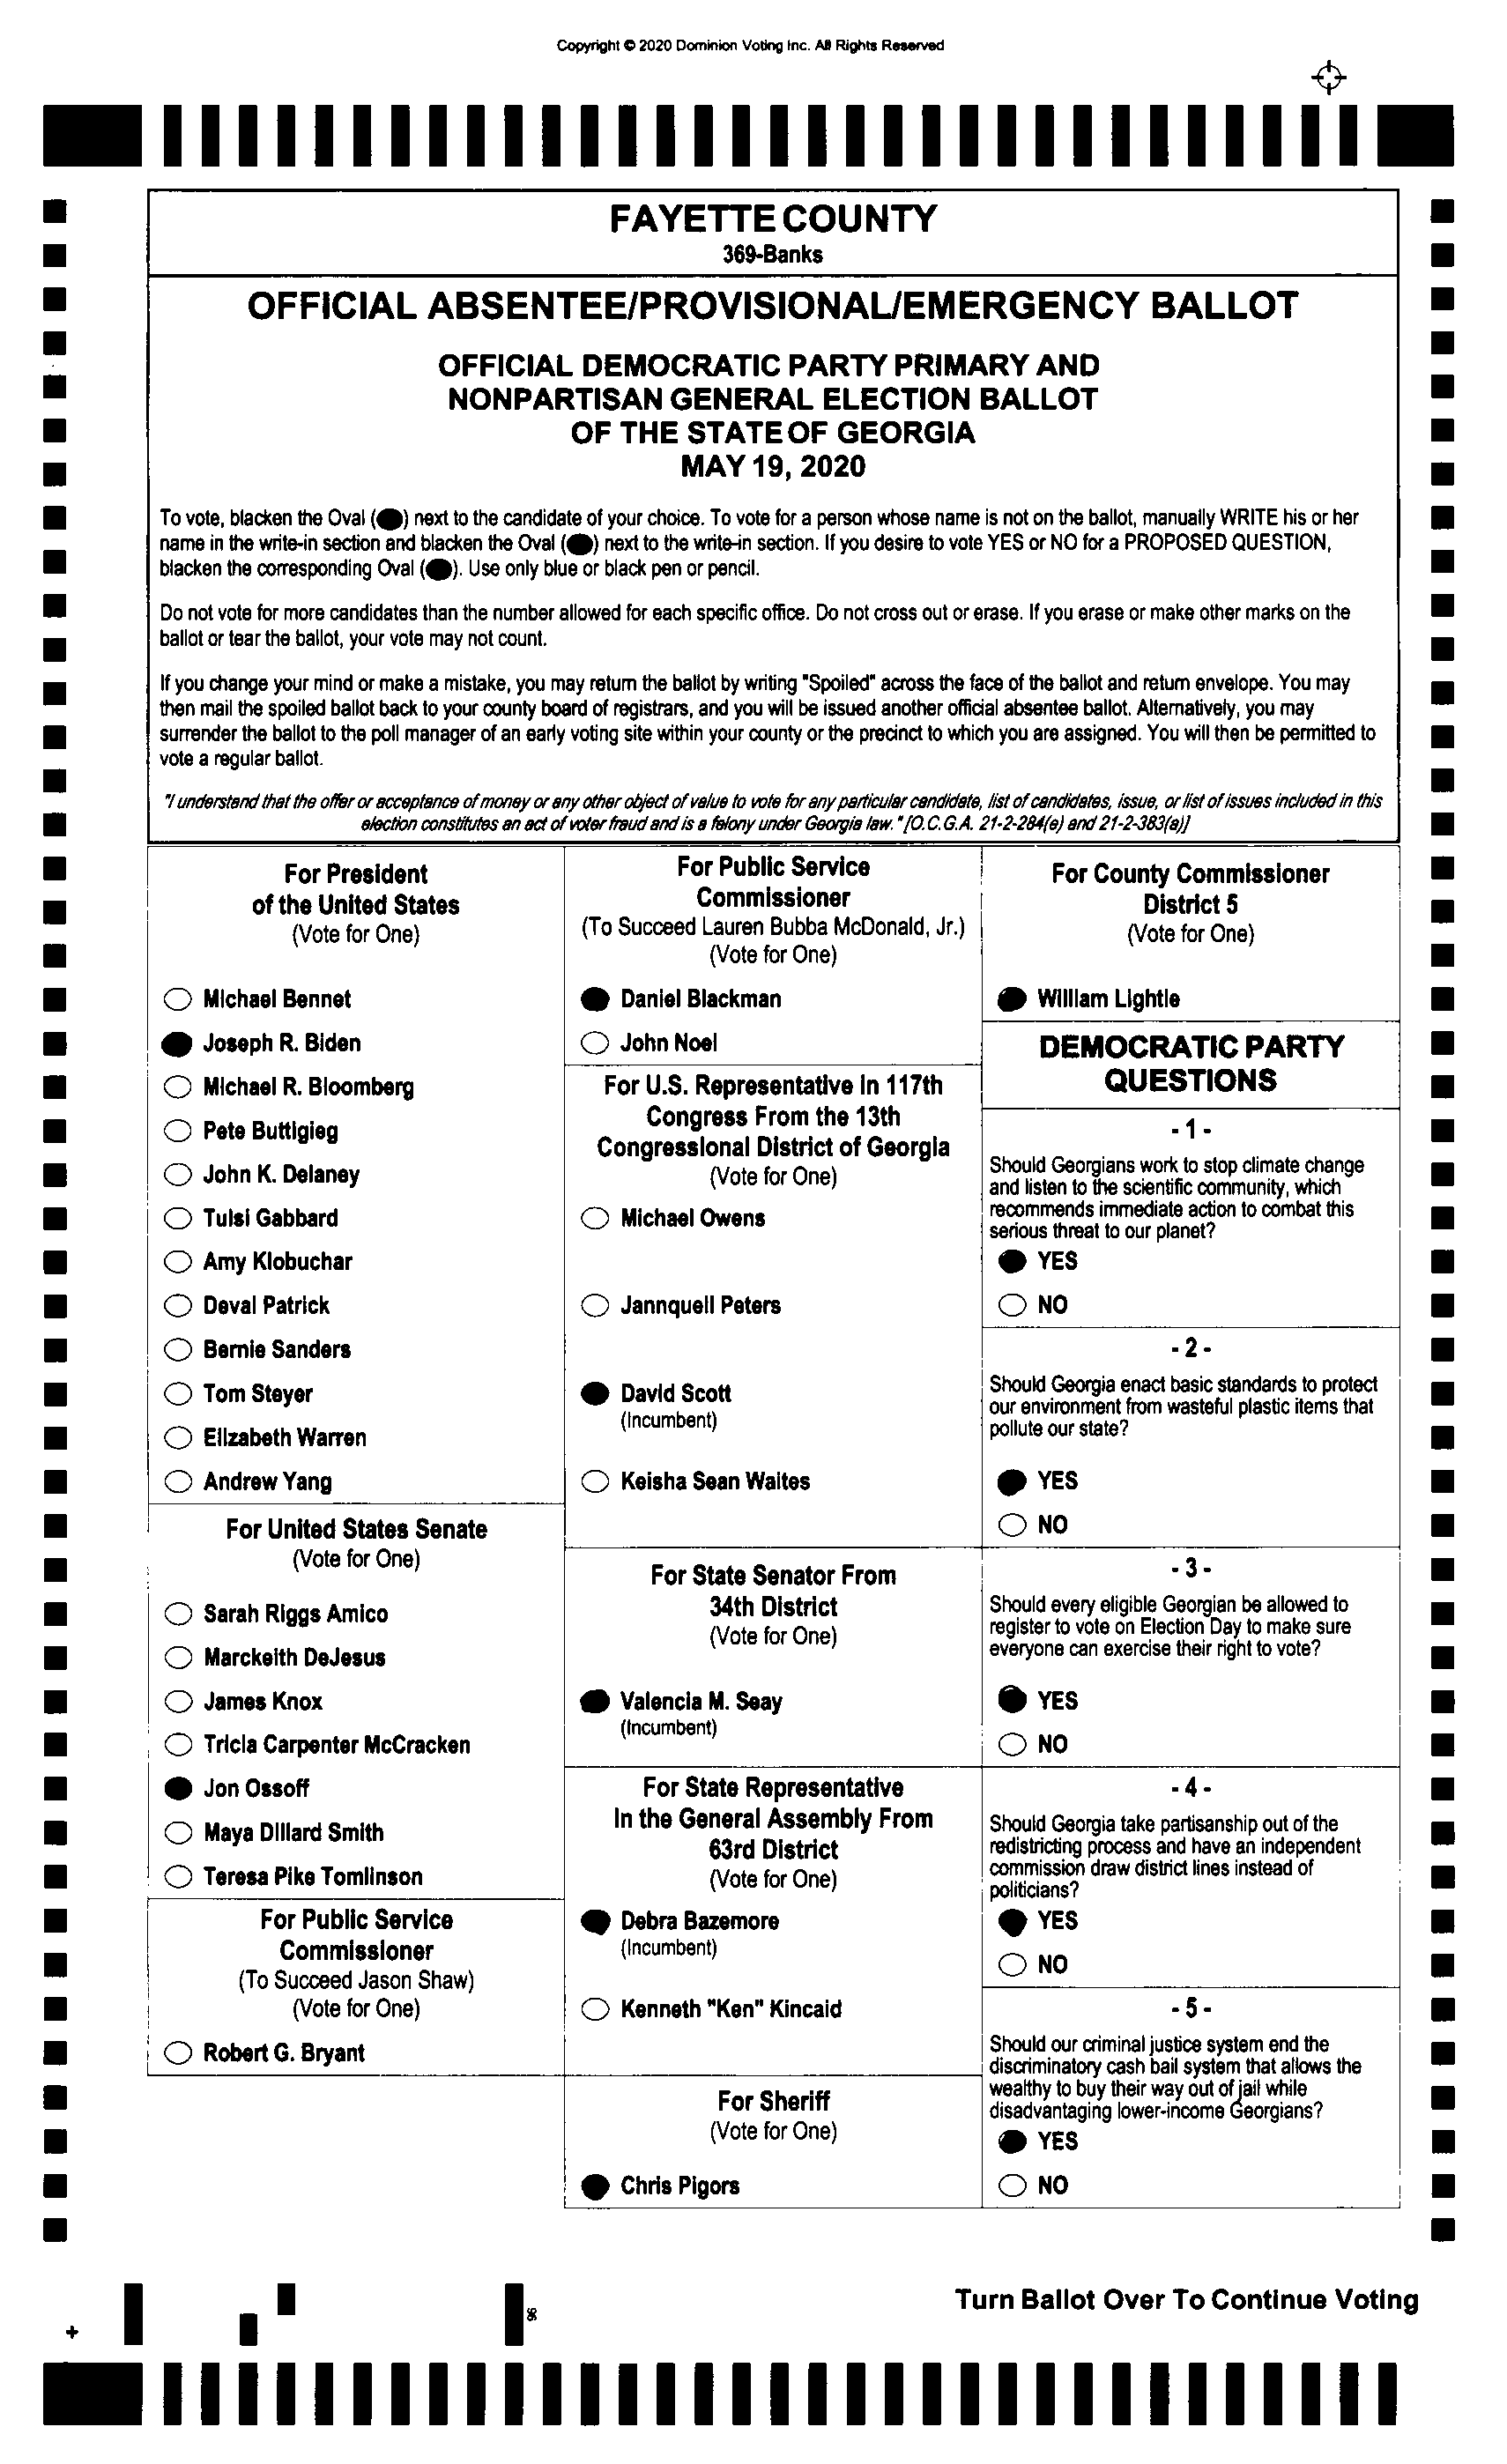 Copyright © 2020 Dominion Voting Inc. All Rights Reserved
FAYETTE COUNTY
369-Banks
OFFICIAL ABSENTEE/PROVISIONAL/EMERGENCY BALLOT
OFFICIAL DEMOCRATIC PARTY PRIMARY AND
NONPARTISAN GENERAL ELECTION BALLOT
OF THE STATE OF GEORGIA
MAY 19, 2020
To vote, blacken the Oval (⬬) next to the candidate of your choice. To vote for a person whose name is not on the ballot, manually WRITE his or her
name in the write-in section and blacken the Oval (⬬) next to the write-in section. If you desire to vote YES or NO for a PROPOSED QUESTION,
blacken the corresponding Oval (⬬). Use only blue or black pen or pencil.
Do not vote for more candidates than the number allowed for each specific office. Do not cross out or erase. If you erase or make other marks on the
ballot or tear the ballot, your vote may not count.
If you change your mind or make a mistake, you may return the ballot by writing "Spoiled" across the face of the ballot and return envelope. You may
then mail the spoiled ballot back to your county board of registrars, and you will be issued another official absentee ballot. Alternatively, you may
surrender the ballot to the poll manager of an early voting site within your county or the precinct to which you are assigned. You will then be permitted to
vote a regular ballot.
"I understand that the offer or acceptance of money or any other object of value to vote for any particular candidate, list of candidates, issue, or list of issues included in this
election constitutes an act of voter fraud and is a felony under Georgia law." [O.C.G.A. 21-2-284(e) and 21-2-383(a)]
For President
of the United States
(Vote for One)
Michael Bennet
Joseph R. Biden
Michael R. Bloomberg
Pete Buttigieg
John K. Delaney
Tulsi Gabbard
Amy Klobuchar
Deval Patrick
Bernie Sanders
Tom Steyer
Elizabeth Warren
Andrew Yang
For United States Senate
(Vote for One)
Sarah Riggs Amico
Marckeith DeJesus
James Knox
Tricia Carpenter McCracken
Jon Ossoff
Maya Dillard Smith
Teresa Pike Tomlinson
For Public Service
Commissioner
(To Succeed Jason Shaw)
(Vote for One)
Robert G. Bryant
For Public Service
Commissioner
(To Succeed Lauren Bubba McDonald, Jr.)
(Vote for One)
Daniel Blackman
John Noel
For U.S. Representative in 117th
Congress From the 13th
Congressional District of Georgia
(Vote for One)
Michael Owens
Jannquell Peters
David Scott
(Incumbent)
Keisha Sean Waites
For State Senator From
34th District
(Vote for One)
Valencia M. Seay
(Incumbent)
For State Representative
In the General Assembly From
63rd District
(Vote for One)
Debra Bazemore
(Incumbent)
Kenneth "Ken" Kincaid
For Sheriff
(Vote for One)
Chris Pigors
For County Commissioner
District 5
(Vote for One)
William Lightle
DEMOCRATIC PARTY
QUESTIONS
- 1 -
Should Georgians work to stop climate change
and listen to the scientific community, which
recommends immediate action to combat this
serious threat to our planet?
YES
NO
- 2 -
Should Georgia enact basic standards to protect
our environment from wasteful plastic items that
pollute our state?
YES
NO
- 3 -
Should every eligible Georgian be allowed to
register to vote on Election Day to make sure
everyone can exercise their right to vote?
YES
NO
- 4 -
Should Georgia take partisanship out of the
redistricting process and have an independent
commission draw district lines instead of
politicians?
YES
NO
- 5 -
Should our criminal justice system end the
discriminatory cash bail system that allows the
wealthy to buy their way out of jail while
disadvantaging lower-income Georgians?
YES
NO
Turn Ballot Over To Continue Voting